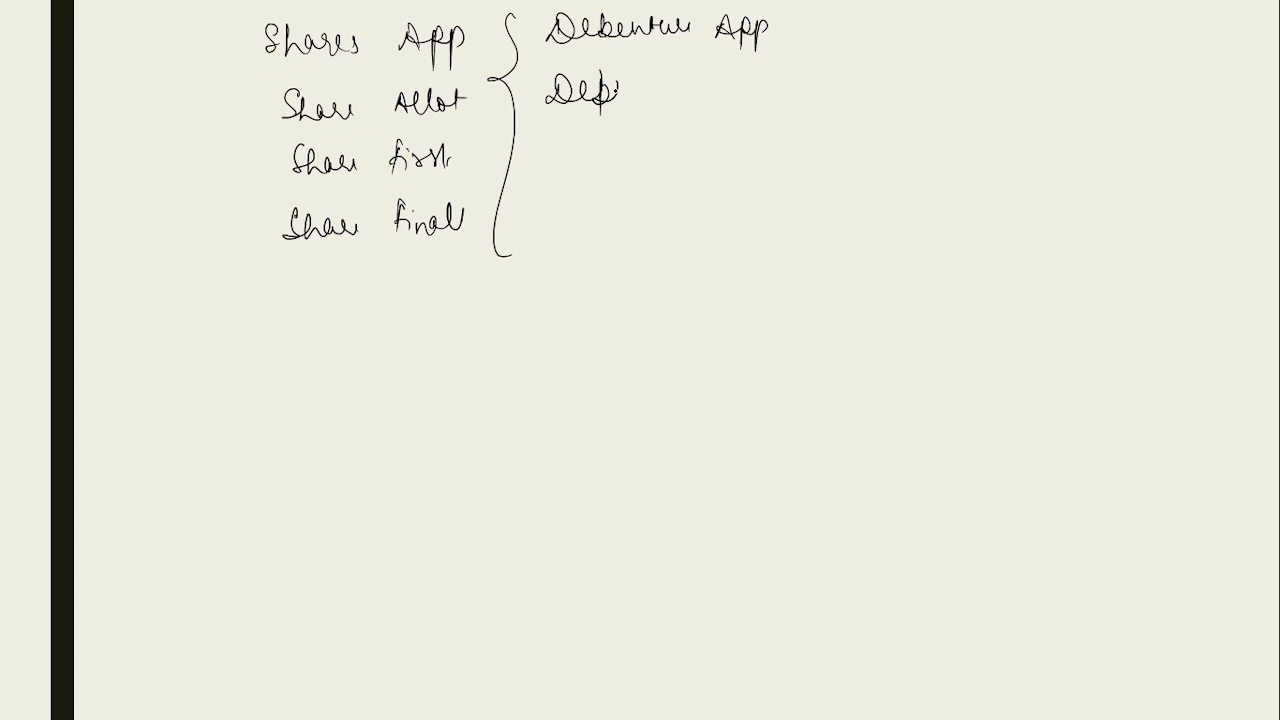 Shares App { Debenture App
Share Allot Deb
Share first
Share final